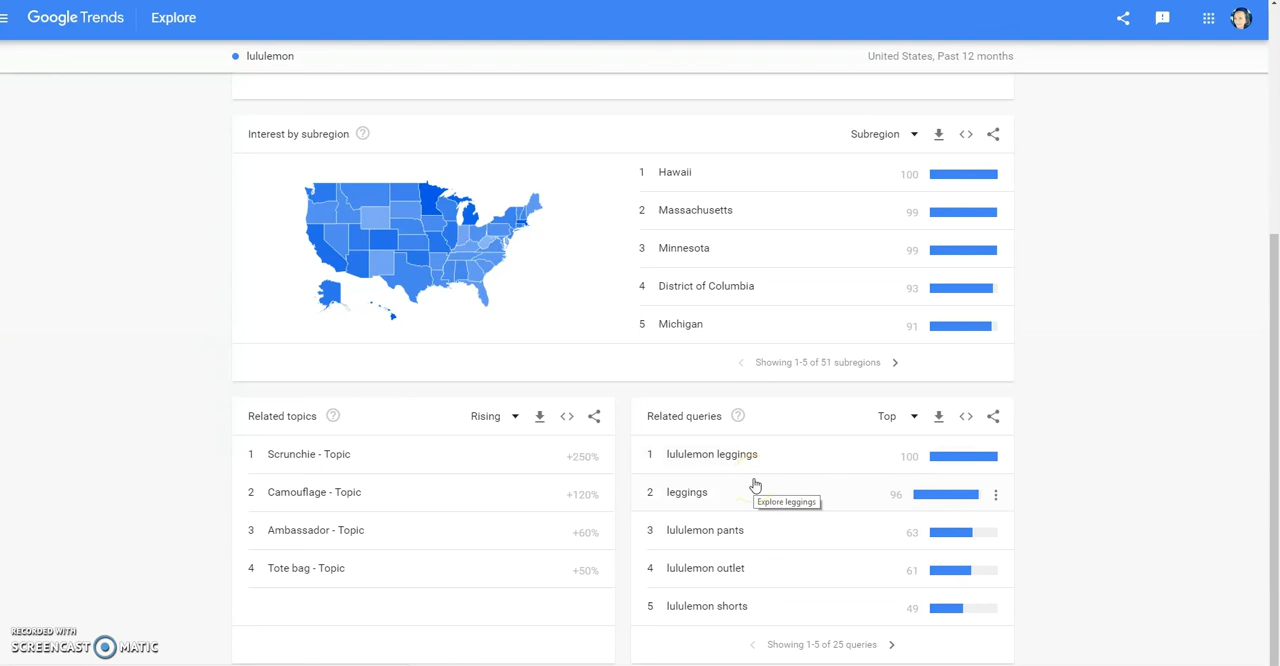 Google Trends Explore
lululemon United States, Past 12 months
Interest by subregion Subregion
1 Hawaii 100
2 Massachusetts 99
3 Minnesota 99
4 District of Columbia 93
5 Michigan 91
Showing 1-5 of 51 subregions
Related topics Rising
1 Scrunchie - Topic +250%
2 Camouflage - Topic +120%
3 Ambassador - Topic +60%
4 Tote bag - Topic +50%
Related queries Top
1 lululemon leggings 100
2 leggings 96
Explore leggings
3 lululemon pants 63
4 lululemon outlet 61
5 lululemon shorts 49
Showing 1-5 of 25 queries
RECORDED WITH
SCREENCAST MATIC